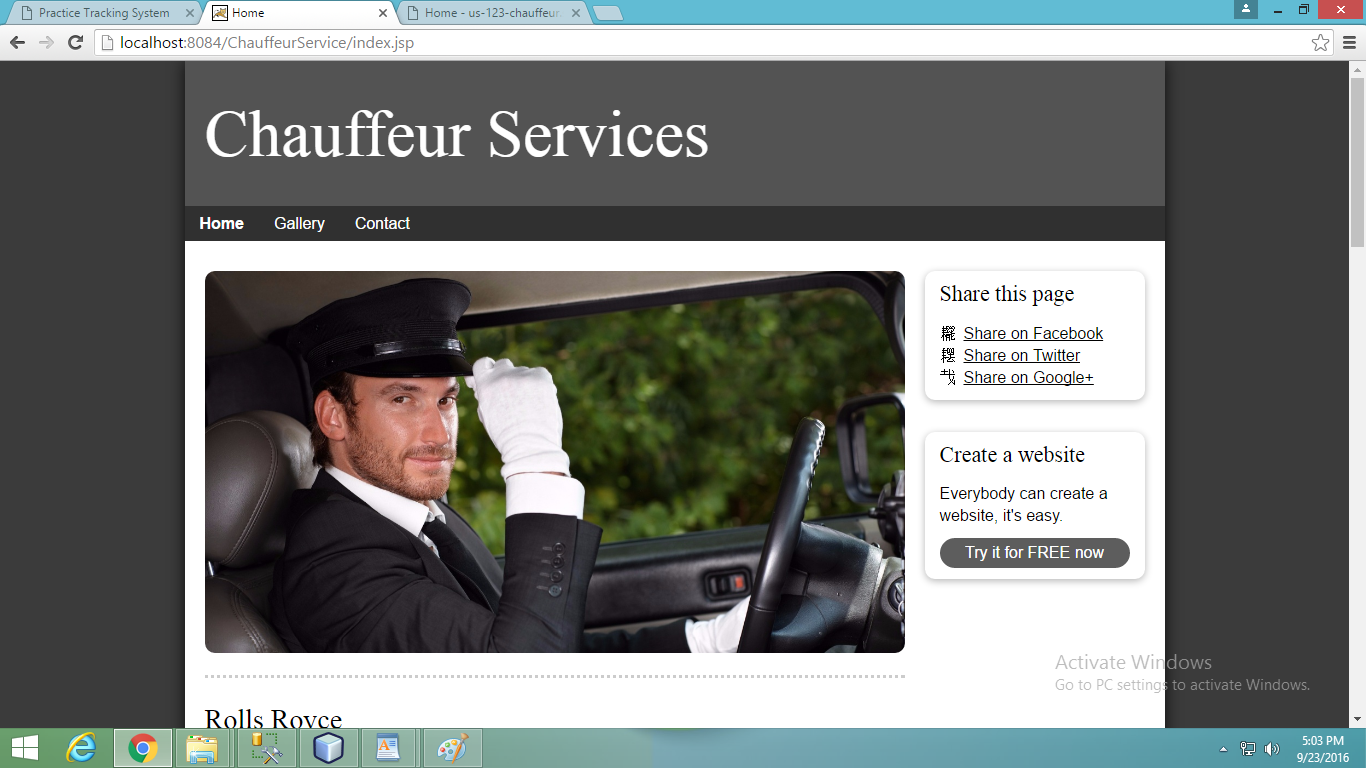 Practice Tracking System
Home
Home - us-123-chauffeur.
localhost:8084/ChauffeurService/index.jsp
Chauffeur Services
Home Gallery Contact
Share this page
Share on Facebook
Share on Twitter
Share on Google+
Create a website
Everybody can create a
website, it's easy.
Try it for FREE now
Activate Windows
Go to PC settings to activate Windows.
Rolls Royce
5:03 PM
9/23/2016